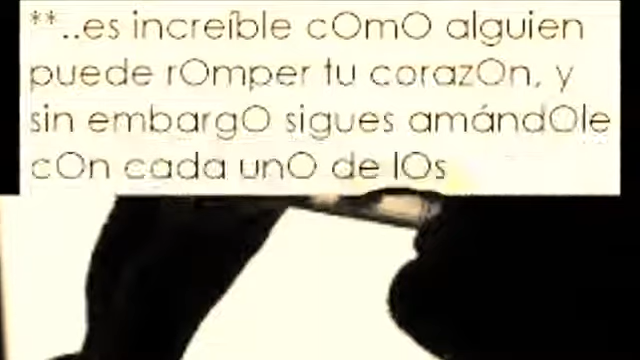 **..es increíble cOmO alguien
puede rOmper tu corazOn, y
sin embargO sigues amándOle
cOn cada unO de lOs